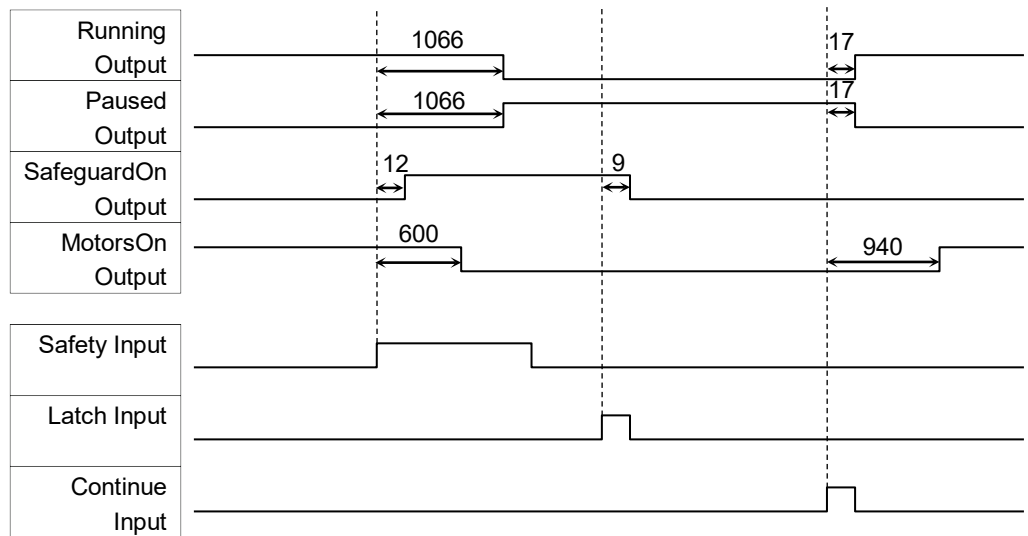 Running
Output
1066
17
Paused
Output
1066
17
SafeguardOn
Output
12
9
MotorsOn
Output
600
940
Safety Input
Latch Input
Continue
Input